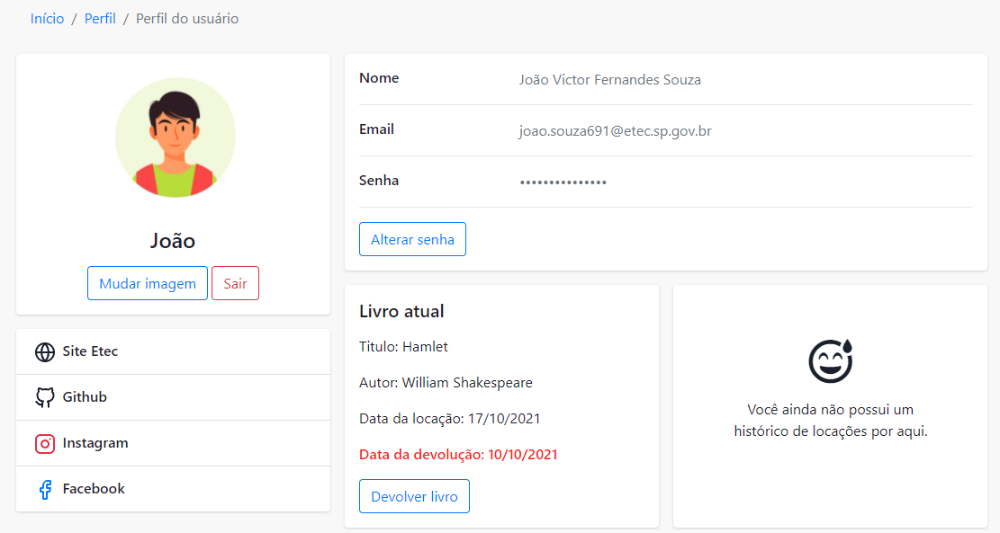 Início / Perfil / Perfil do usuário
João
Mudar imagem Sair
Site Etec
Github
Instagram
Facebook
Nome João Victor Fernandes Souza
Email joao.souza691@etec.sp.gov.br
Senha •••••••••••••••
Alterar senha
Livro atual
Titulo: Hamlet
Autor: William Shakespeare
Data da locação: 17/10/2021
Data da devolução: 10/10/2021
Devolver livro
Você ainda não possui um
histórico de locações por aqui.